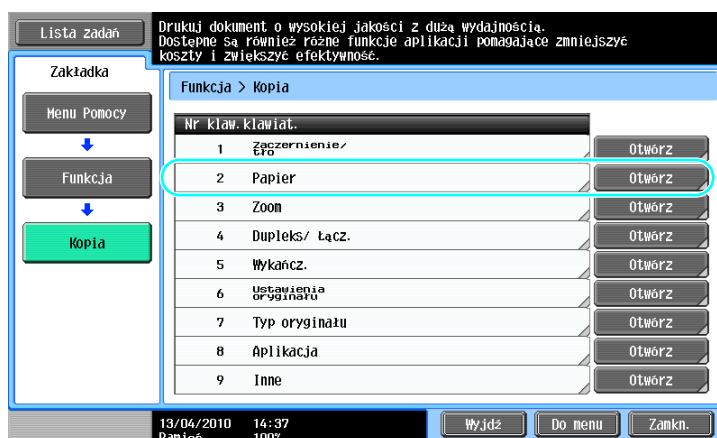 Lista zadań
Drukuj dokument o wysokiej jakości z dużą wydajnością.
Dostępne są również różne funkcje aplikacji pomagające zmniejszyć
koszty i zwiększyć efektywność.
Zakładka
Menu Pomocy
Funkcja
Kopia
Funkcja > Kopia
Nr klaw. klawiat.
1 Zaczernienie/
tło
Otwórz
2 Papier Otwórz
3 Zoom Otwórz
4 Dupleks/ Łącz. Otwórz
5 Wykańcz. Otwórz
6 Ustawienia
oryginału
Otwórz
7 Typ oryginału Otwórz
8 Aplikacja Otwórz
9 Inne Otwórz
13/04/2010 14:37
Pamięć 100%
Wyjdź Do menu Zamkn.